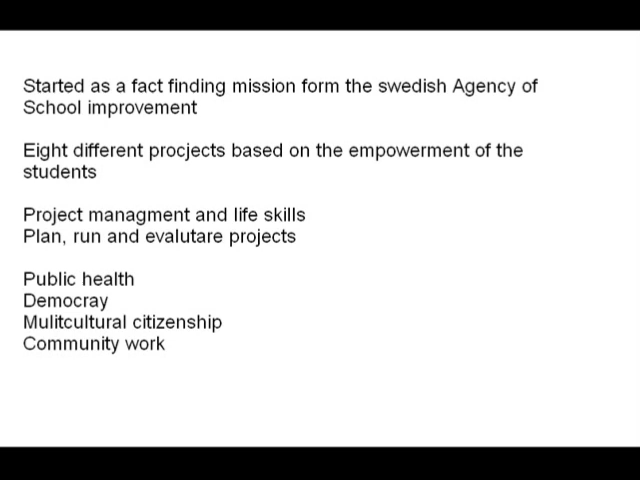 Started as a fact finding mission form the swedish Agency of
School improvement
Eight different procjects based on the empowerment of the
students
Project managment and life skills
Plan, run and evalutare projects
Public health
Democray
Mulitcultural citizenship
Community work